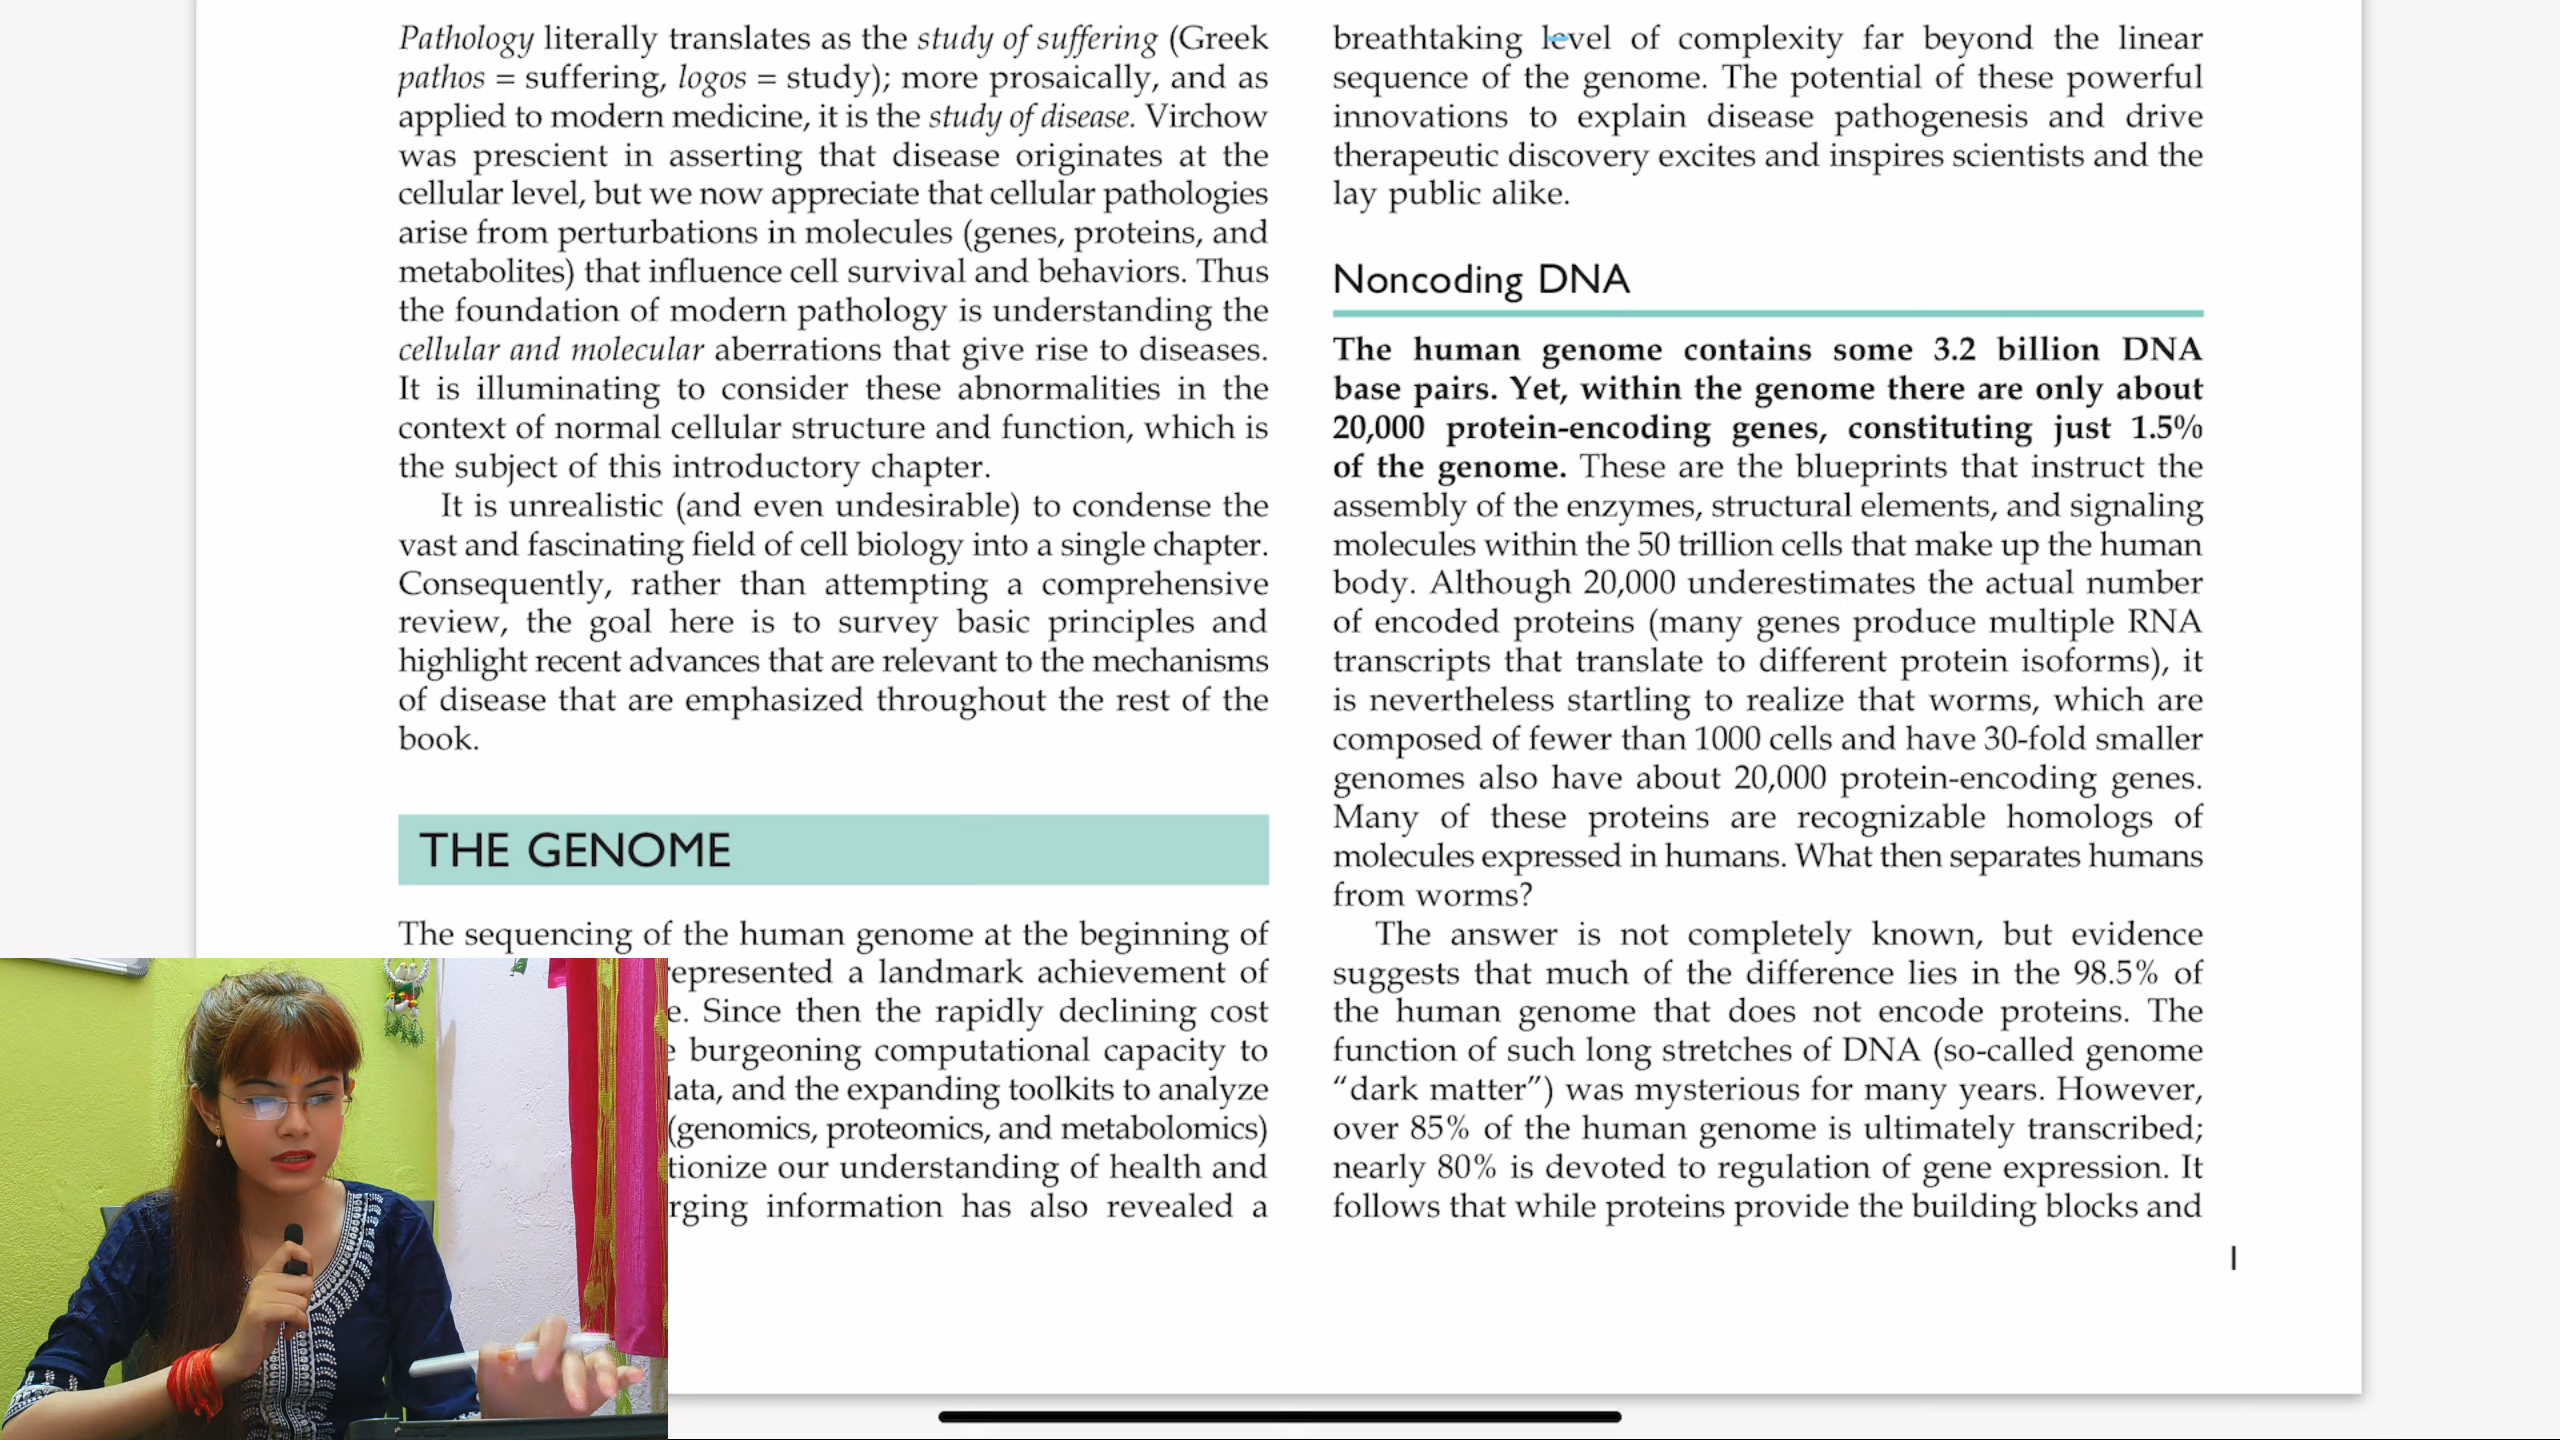 Pathology literally translates as the study of suffering (Greek
pathos = suffering, logos = study); more prosaically, and as
applied to modern medicine, it is the study of disease. Virchow
was prescient in asserting that disease originates at the
cellular level, but we now appreciate that cellular pathologies
arise from perturbations in molecules (genes, proteins, and
metabolites) that influence cell survival and behaviors. Thus
the foundation of modern pathology is understanding the
cellular and molecular aberrations that give rise to diseases.
It is illuminating to consider these abnormalities in the
context of normal cellular structure and function, which is
the subject of this introductory chapter.
It is unrealistic (and even undesirable) to condense the
vast and fascinating field of cell biology into a single chapter.
Consequently, rather than attempting a comprehensive
review, the goal here is to survey basic principles and
highlight recent advances that are relevant to the mechanisms
of disease that are emphasized throughout the rest of the
book.
THE GENOME
The sequencing of the human genome at the beginning of
represented a landmark achievement of
e. Since then the rapidly declining cost
burgeoning computational capacity to
data, and the expanding toolkits to analyze
(genomics, proteomics, and metabolomics)
tionize our understanding of health and
rging information has also revealed a
breathtaking level of complexity far beyond the linear
sequence of the genome. The potential of these powerful
innovations to explain disease pathogenesis and drive
therapeutic discovery excites and inspires scientists and the
lay public alike.
Noncoding DNA
The human genome contains some 3.2 billion DNA
base pairs. Yet, within the genome there are only about
20,000 protein-encoding genes, constituting just 1.5%
of the genome. These are the blueprints that instruct the
assembly of the enzymes, structural elements, and signaling
molecules within the 50 trillion cells that make up the human
body. Although 20,000 underestimates the actual number
of encoded proteins (many genes produce multiple RNA
transcripts that translate to different protein isoforms), it
is nevertheless startling to realize that worms, which are
composed of fewer than 1000 cells and have 30-fold smaller
genomes also have about 20,000 protein-encoding genes.
Many of these proteins are recognizable homologs of
molecules expressed in humans. What then separates humans
from worms?
The answer is not completely known, but evidence
suggests that much of the difference lies in the 98.5% of
the human genome that does not encode proteins. The
function of such long stretches of DNA (so-called genome
“dark matter”) was mysterious for many years. However,
over 85% of the human genome is ultimately transcribed;
nearly 80% is devoted to regulation of gene expression. It
follows that while proteins provide the building blocks and
1